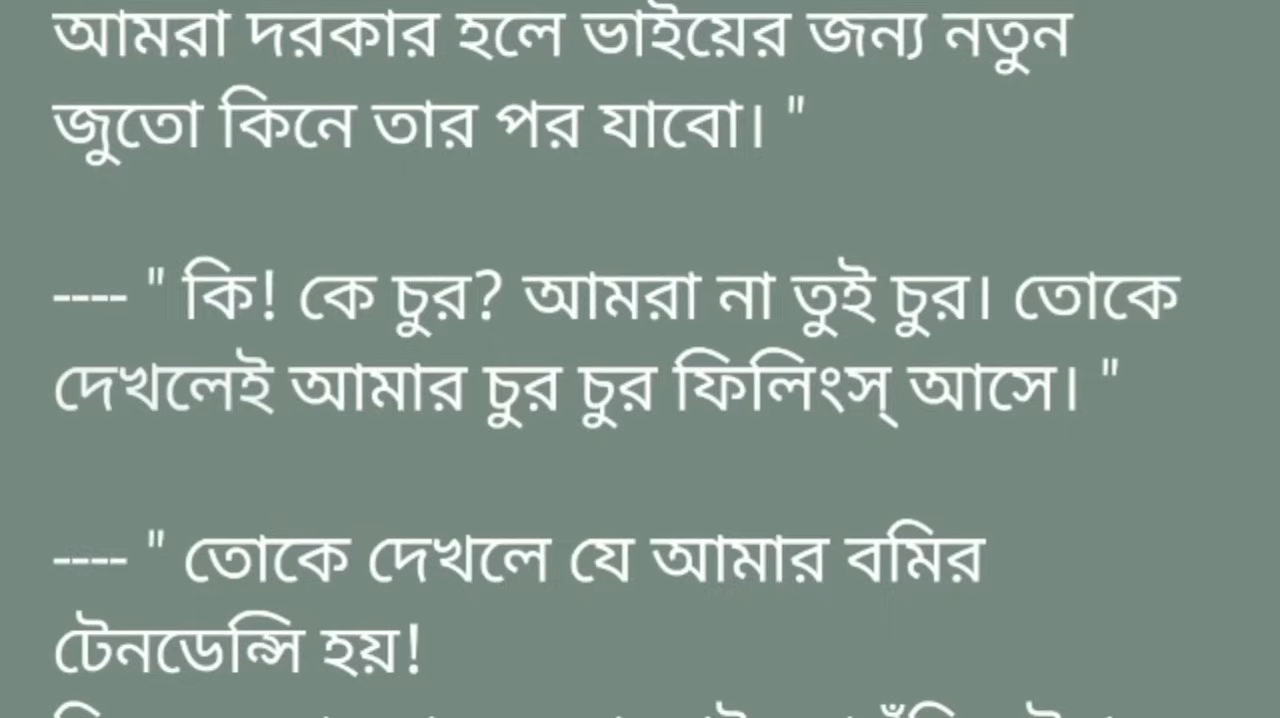 আমরা দরকার হলে ভাইয়ের জন্য নতুন
জুতো কিনে তার পর যাবো। "
---- " কি! কে চুর? আমরা না তুই চুর। তোকে
দেখলেই আমার চুর চুর ফিলিংস্ আসে। "
---- " তোকে দেখলে যে আমার বমির
টেনডেন্সি হয়!